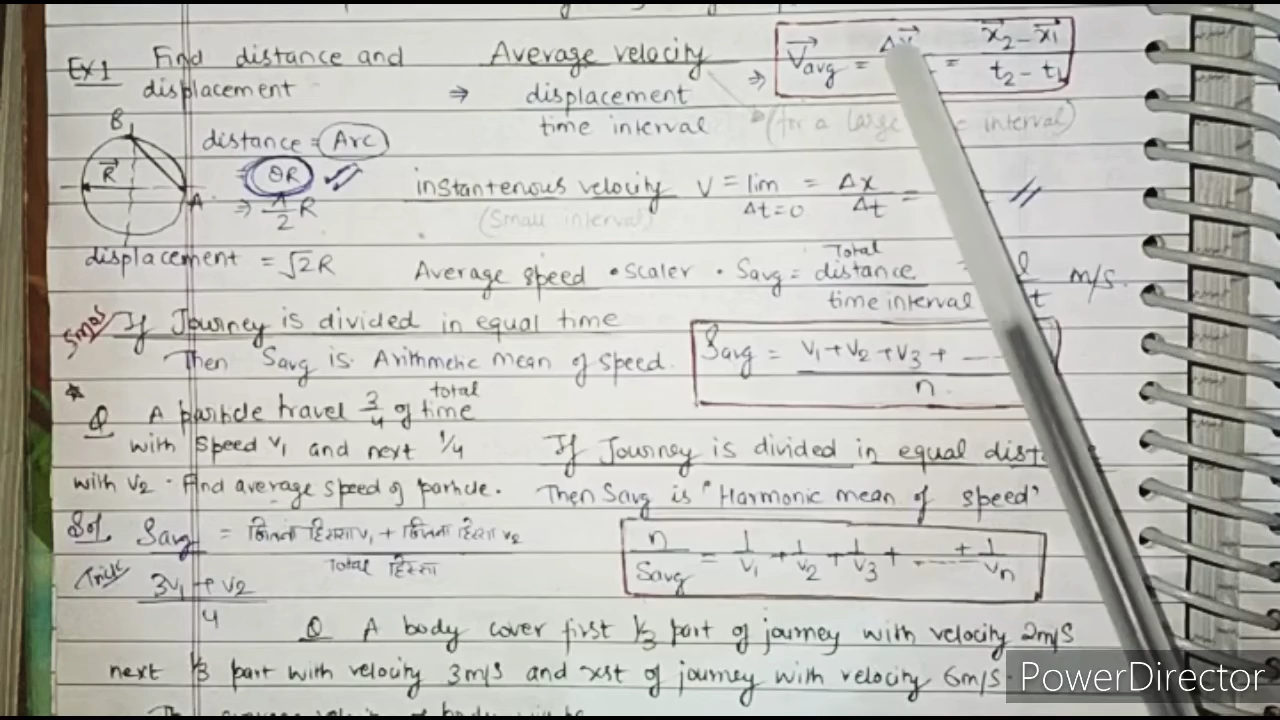 Ex 1 Find distance and displacement
B
R
A
distance = Arc
= θR
⇒ π/2 R
displacement = √2R
Average velocity
⇒ displacement
time interval
⇒ V⃗avg = = x⃗2 - x⃗1 / t2 - t1
(for a large interval)
instantenous velocity V = lim Δt=0 = Δx/Δt =
(Small interval)
Average speed • scaler • Savg = Total distance / time interval m/s.
5mos If Journey is divided in equal time
Then Savg is Arithmetic mean of speed.
Savg = v1 + v2 + v3 + ... / n
Q A particle travel 3/4 of total time
with speed v1 and next 1/4
with v2. find average speed of particle.
Sol Savg = जितना हिस्सा v1 + जितना हिस्सा v2 / Total हिस्सा
Trick 3v1 + v2 / 4
If Journey is divided in equal
Then Savg is "Harmonic mean of speed"
n/Savg = 1/v1 + 1/v2 + 1/v3 + ...... + 1/vn
Q A body cover first 1/3 part of journey with velocity 2m/s
next 1/3 part with velocity 3m/s and rest of journey with velocity 6m/s.
PowerDirector